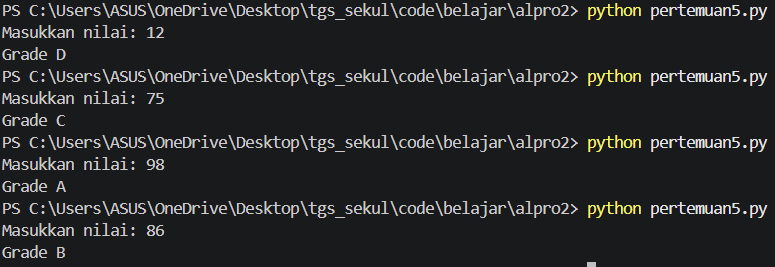 PS C:\Users\ASUS\OneDrive\Desktop\tgs_sekul\code\belajar\alpro2> python pertemuan5.py
Masukkan nilai: 12
Grade D
PS C:\Users\ASUS\OneDrive\Desktop\tgs_sekul\code\belajar\alpro2> python pertemuan5.py
Masukkan nilai: 75
Grade C
PS C:\Users\ASUS\OneDrive\Desktop\tgs_sekul\code\belajar\alpro2> python pertemuan5.py
Masukkan nilai: 98
Grade A
PS C:\Users\ASUS\OneDrive\Desktop\tgs_sekul\code\belajar\alpro2> python pertemuan5.py
Masukkan nilai: 86
Grade B